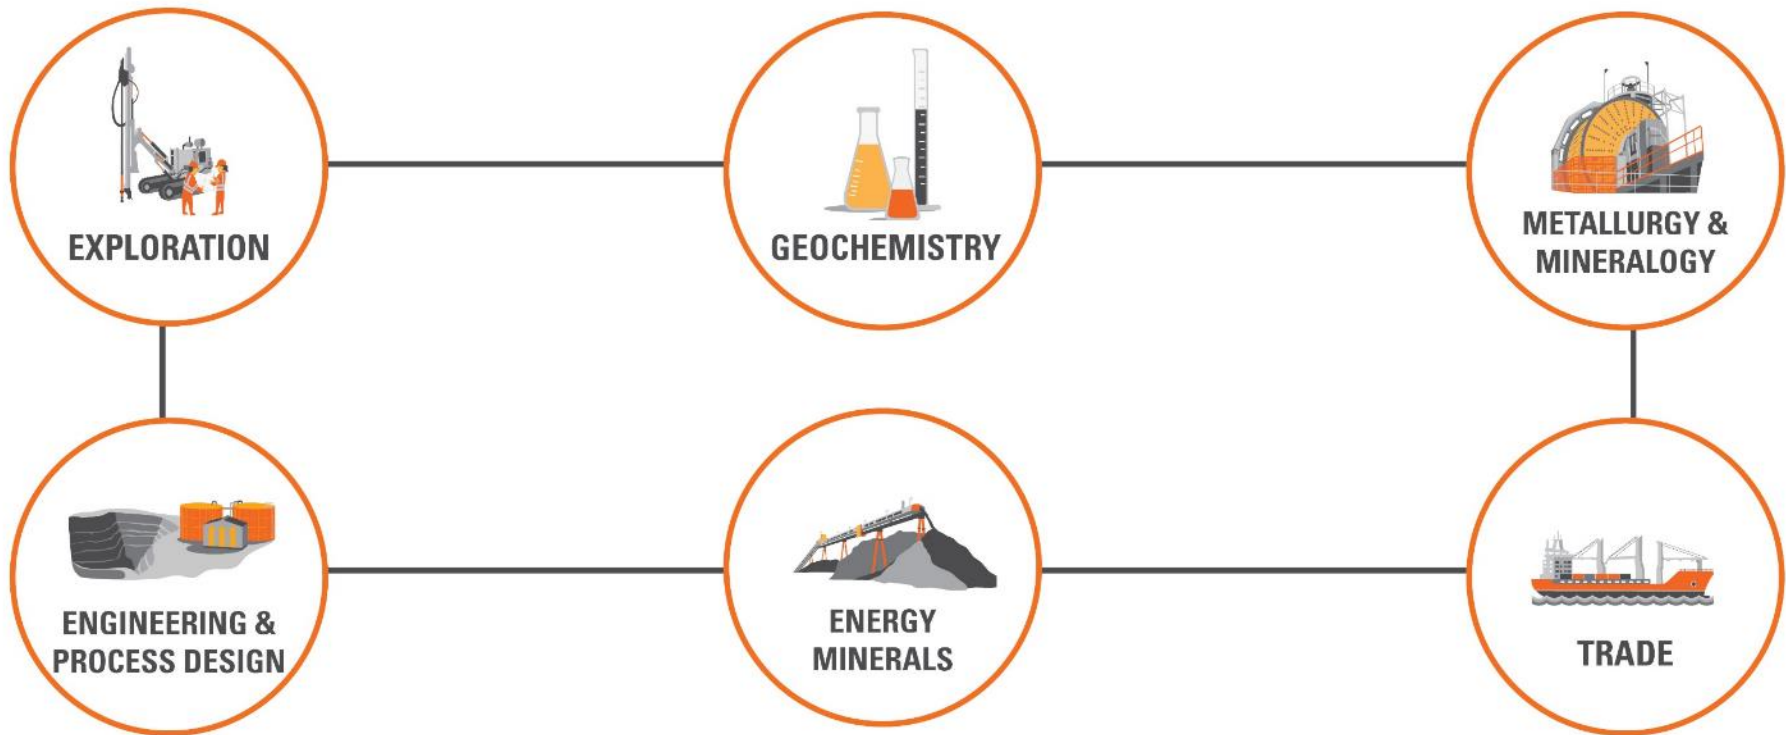 EXPLORATION
GEOCHEMISTRY
METALLURGY &
MINERALOGY
ENGINEERING &
PROCESS DESIGN
ENERGY
MINERALS
TRADE